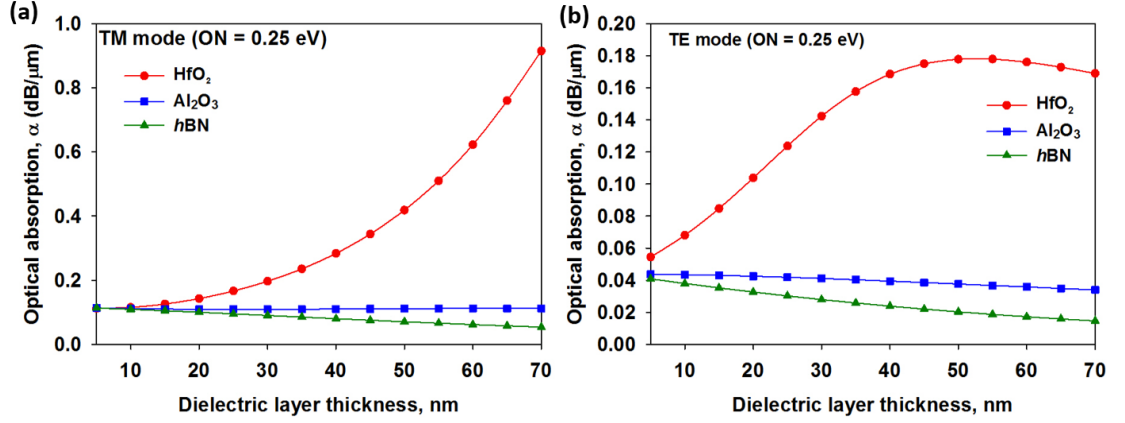 (a)
TM mode (ON = 0.25 eV)
HfO₂
Al₂O₃
hBN
Optical absorption, α (dB/μm)
1.0
0.8
0.6
0.4
0.2
0.0
10 20 30 40 50 60 70
Dielectric layer thickness, nm
(b)
TE mode (ON = 0.25 eV)
HfO₂
Al₂O₃
hBN
Optical absorption, α (dB/μm)
0.20
0.18
0.16
0.14
0.12
0.10
0.08
0.06
0.04
0.02
0.00
10 20 30 40 50 60 70
Dielectric layer thickness, nm